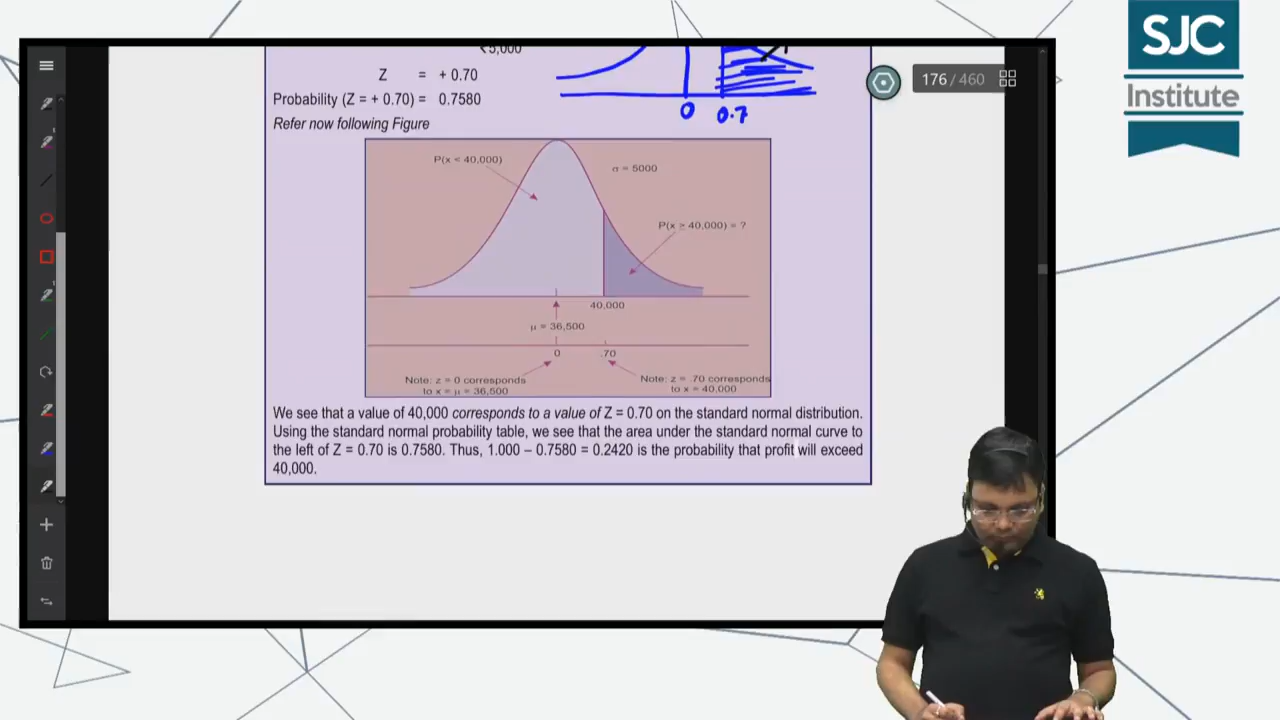 SJC
Institute
176 / 460
₹5,000
Z = + 0.70
Probability (Z = + 0.70) = 0.7580
Refer now following Figure
0 0.7
P(x < 40,000)
σ = 5000
P(x ≥ 40,000) = ?
40,000
μ = 36,500
0 .70
Note: z = 0 corresponds
to x = μ = 36,500
Note: z = .70 corresponds
to x = 40,000
We see that a value of 40,000 corresponds to a value of Z = 0.70 on the standard normal distribution.
Using the standard normal probability table, we see that the area under the standard normal curve to
the left of Z = 0.70 is 0.7580. Thus, 1.000 – 0.7580 = 0.2420 is the probability that profit will exceed
40,000.